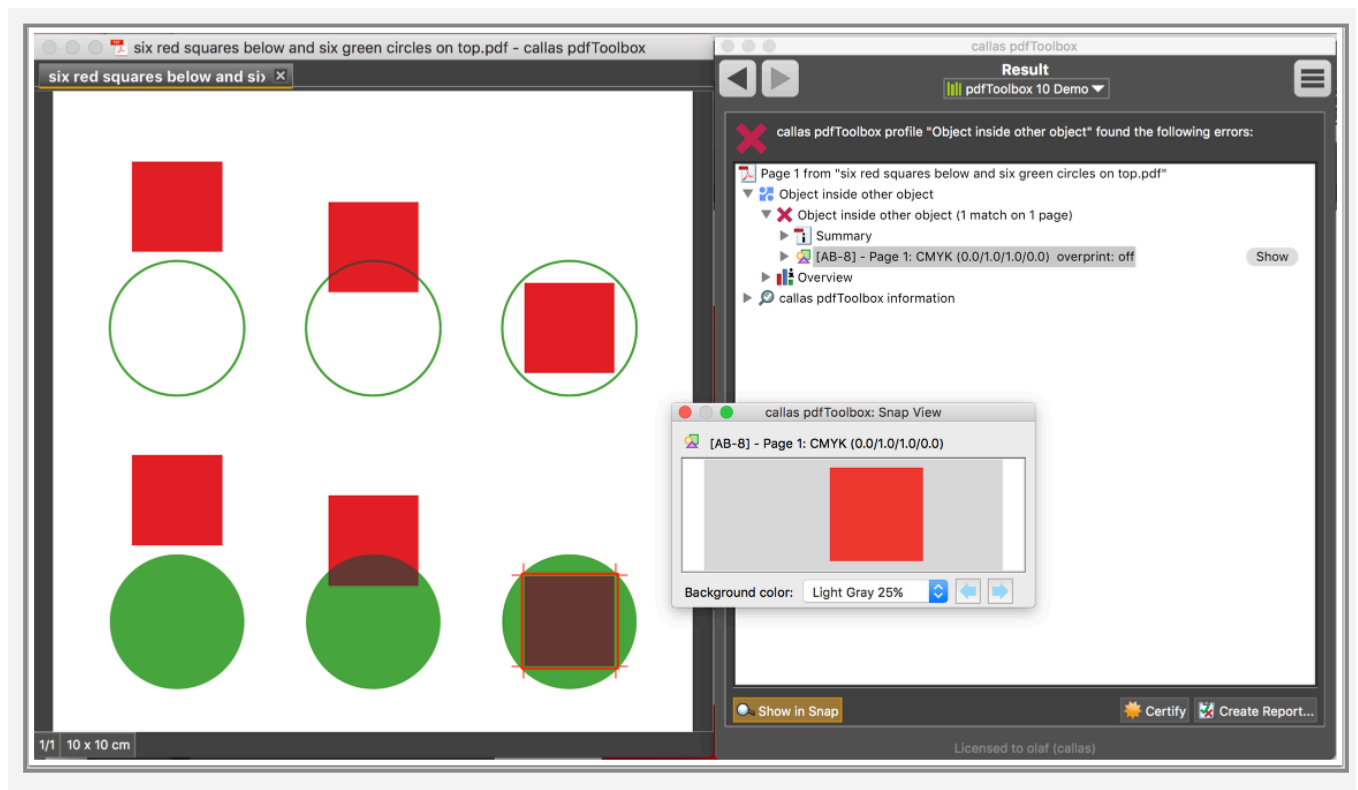 six red squares below and six green circles on top.pdf - callas pdfToolbox
six red squares below and si
1/1 10 x 10 cm
callas pdfToolbox
Result
pdfToolbox 10 Demo
callas pdfToolbox profile "Object inside other object" found the following errors:
Page 1 from "six red squares below and six green circles on top.pdf"
Object inside other object
Object inside other object (1 match on 1 page)
Summary
[AB-8] - Page 1: CMYK (0.0/1.0/1.0/0.0) overprint: off Show
Overview
callas pdfToolbox information
callas pdfToolbox: Snap View
[AB-8] - Page 1: CMYK (0.0/1.0/1.0/0.0)
Background color: Light Gray 25%
Show in Snap Certify Create Report...
Licensed to olaf (callas)